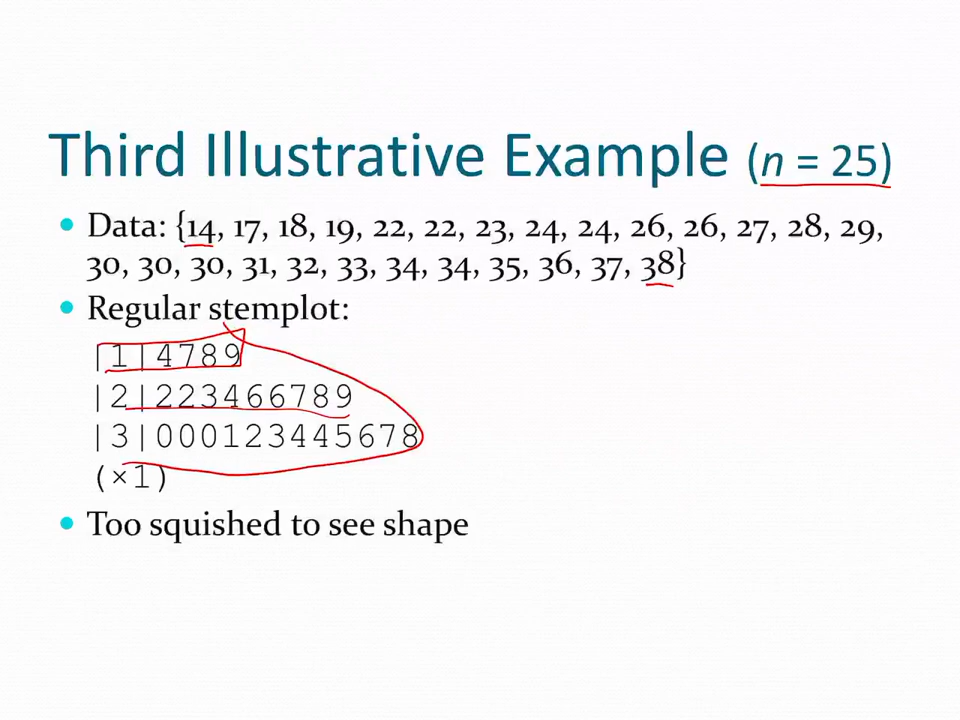 Third Illustrative Example (n = 25)
• Data: {14, 17, 18, 19, 22, 22, 23, 24, 24, 26, 26, 27, 28, 29,
30, 30, 30, 31, 32, 33, 34, 34, 35, 36, 37, 38}
• Regular stemplot:
|1|4789
|2|223466789
|3|000123445678
(×1)
• Too squished to see shape